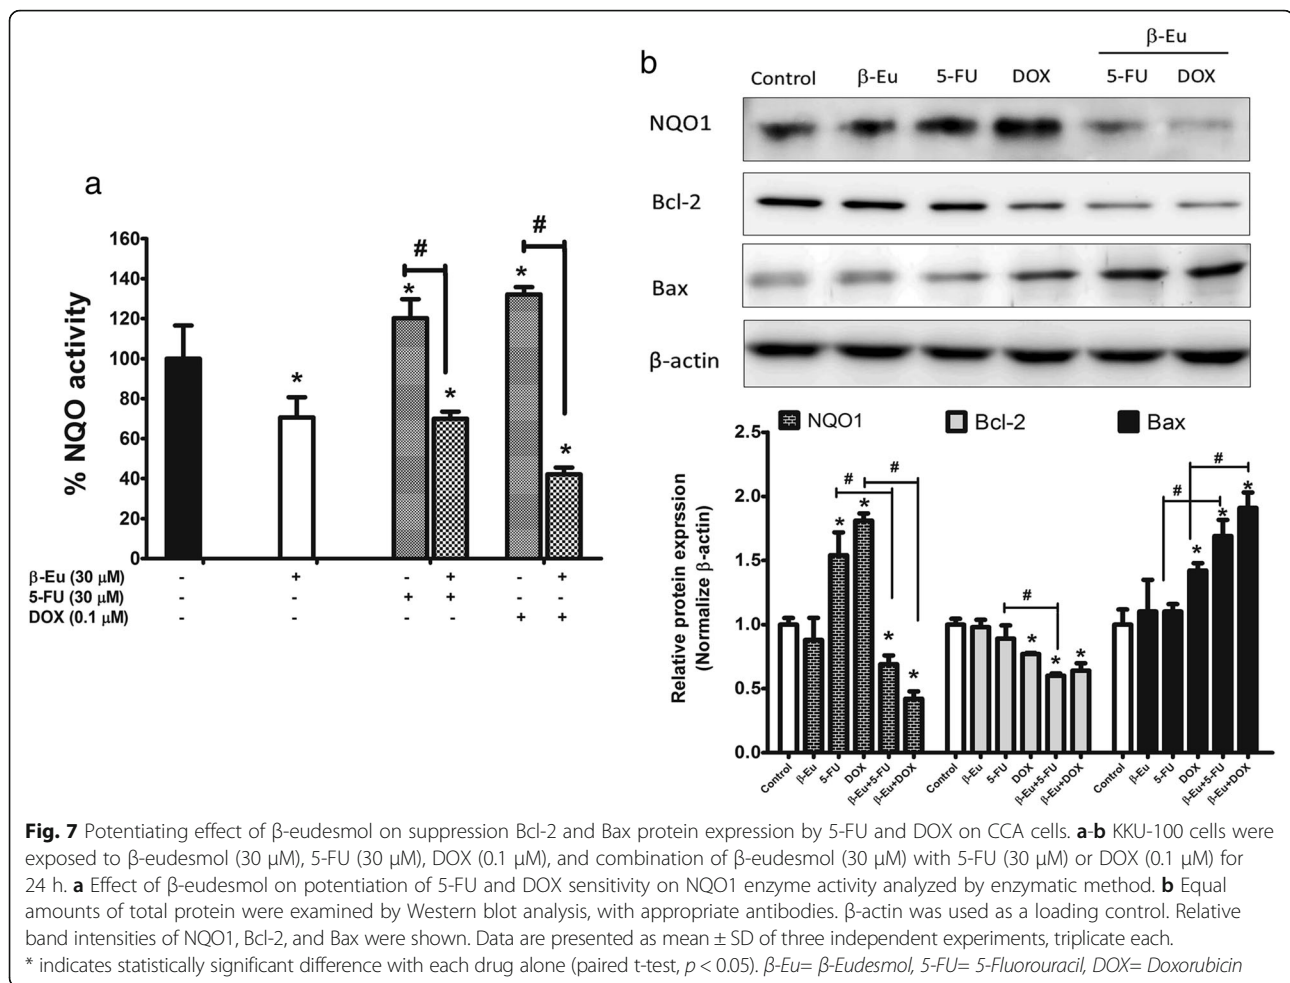 a
160
140
120
100
80
60
40
20
0
% NQO activity
* * * * *
# #
β-Eu (30 µM) - + - + - +
5-FU (30 µM) - - + + - -
DOX (0.1 µM) - - - - + +
b
β-Eu
Control β-Eu 5-FU DOX 5-FU DOX
NQO1
Bcl-2
Bax
β-actin
NQO1 Bcl-2 Bax
2.5
2.0
1.5
1.0
0.5
0.0
Relative protein exprssion
(Normalize β-actin)
# # # # #
* * * * * * * * * *
Control β-Eu 5-FU DOX β-Eu+5-FU β-Eu+DOX Control β-Eu 5-FU DOX β-Eu+5-FU β-Eu+DOX Control β-Eu 5-FU DOX β-Eu+5-FU β-Eu+DOX
Fig. 7 Potentiating effect of β-eudesmol on suppression Bcl-2 and Bax protein expression by 5-FU and DOX on CCA cells. a-b KKU-100 cells were
exposed to β-eudesmol (30 μM), 5-FU (30 μM), DOX (0.1 μM), and combination of β-eudesmol (30 μM) with 5-FU (30 μM) or DOX (0.1 μM) for
24 h. a Effect of β-eudesmol on potentiation of 5-FU and DOX sensitivity on NQO1 enzyme activity analyzed by enzymatic method. b Equal
amounts of total protein were examined by Western blot analysis, with appropriate antibodies. β-actin was used as a loading control. Relative
band intensities of NQO1, Bcl-2, and Bax were shown. Data are presented as mean ± SD of three independent experiments, triplicate each.
* indicates statistically significant difference with each drug alone (paired t-test, p < 0.05). β-Eu= β-Eudesmol, 5-FU= 5-Fluorouracil, DOX= Doxorubicin